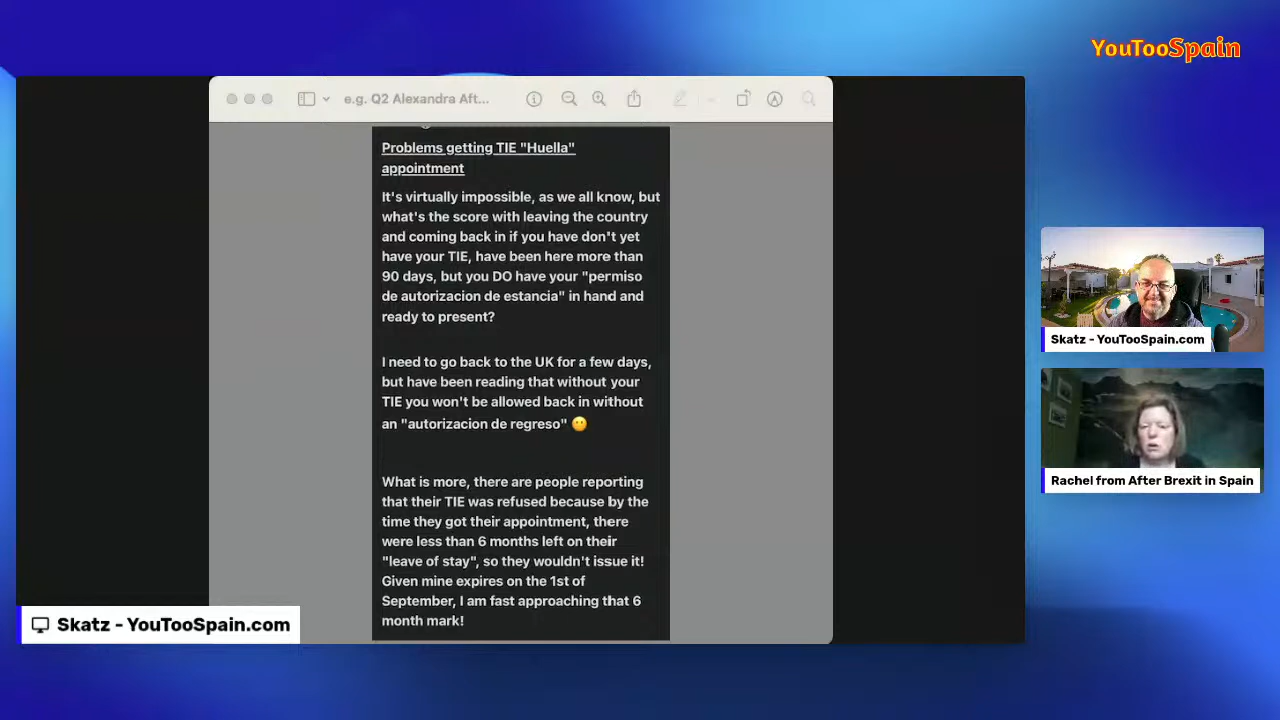 YouTooSpain
e.g. Q2 Alexandra Aft...
Problems getting TIE "Huella"
appointment
It's virtually impossible, as we all know, but
what's the score with leaving the country
and coming back in if you have don't yet
have your TIE, have been here more than
90 days, but you DO have your "permiso
de autorizacion de estancia" in hand and
ready to present?
I need to go back to the UK for a few days,
but have been reading that without your
TIE you won't be allowed back in without
an "autorizacion de regreso" 😶
What is more, there are people reporting
that their TIE was refused because by the
time they got their appointment, there
were less than 6 months left on their
"leave of stay", so they wouldn't issue it!
Given mine expires on the 1st of
September, I am fast approaching that 6
month mark!
Skatz - YouTooSpain.com
Rachel from After Brexit in Spain
Skatz - YouTooSpain.com